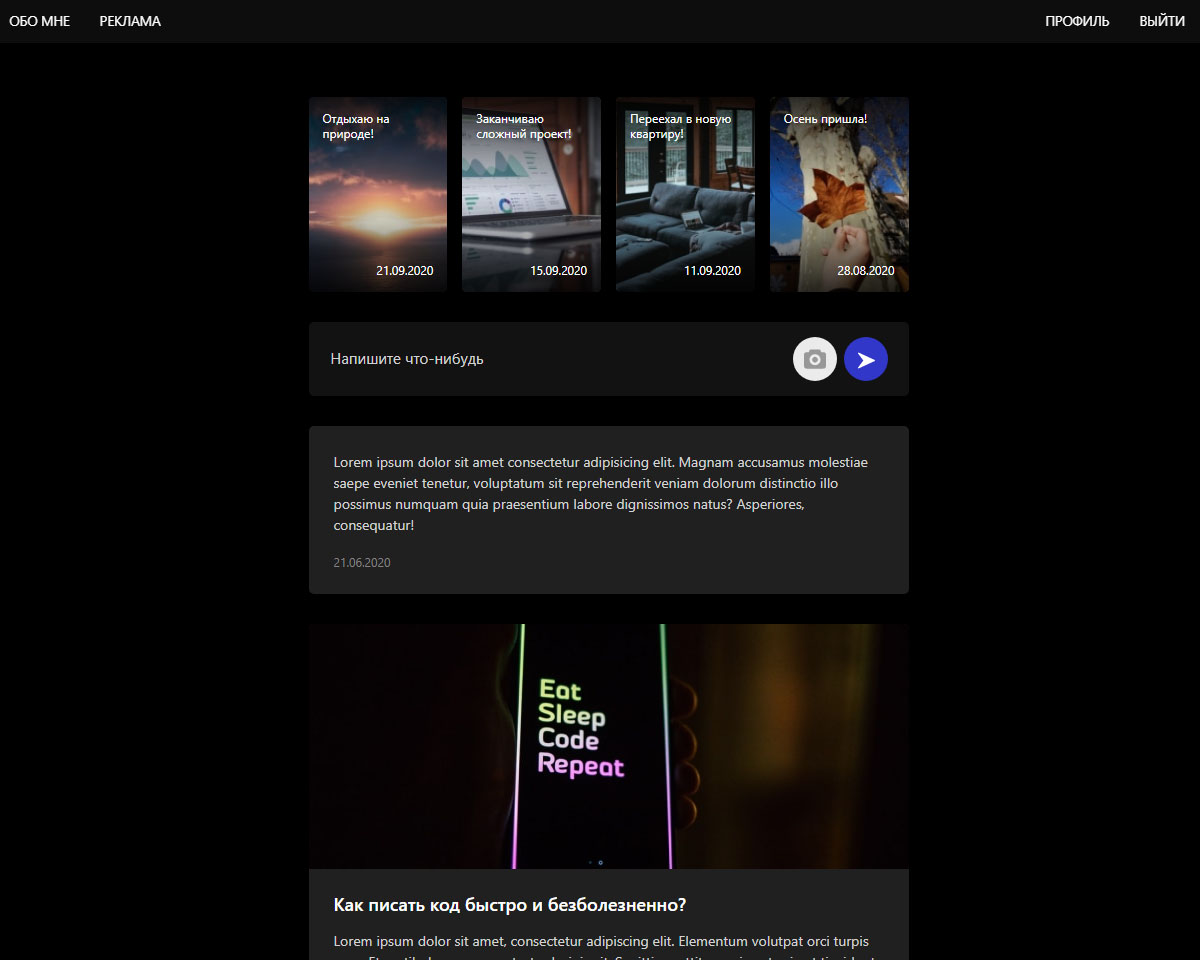 ОБО МНЕ РЕКЛАМА ПРОФИЛЬ ВЫЙТИ
Отдыхаю на
природе!
21.09.2020
Заканчиваю
сложный проект!
15.09.2020
Переехал в новую
квартиру!
11.09.2020
Осень пришла!
28.08.2020
Напишите что-нибудь
Lorem ipsum dolor sit amet consectetur adipisicing elit. Magnam accusamus molestiae
saepe eveniet tenetur, voluptatum sit reprehenderit veniam dolorum distinctio illo
possimus numquam quia praesentium labore dignissimos natus? Asperiores,
consequatur!
21.06.2020
Eat
Sleep
Code
Repeat
Как писать код быстро и безболезненно?
Lorem ipsum dolor sit amet, consectetur adipiscing elit. Elementum volutpat orci turpis